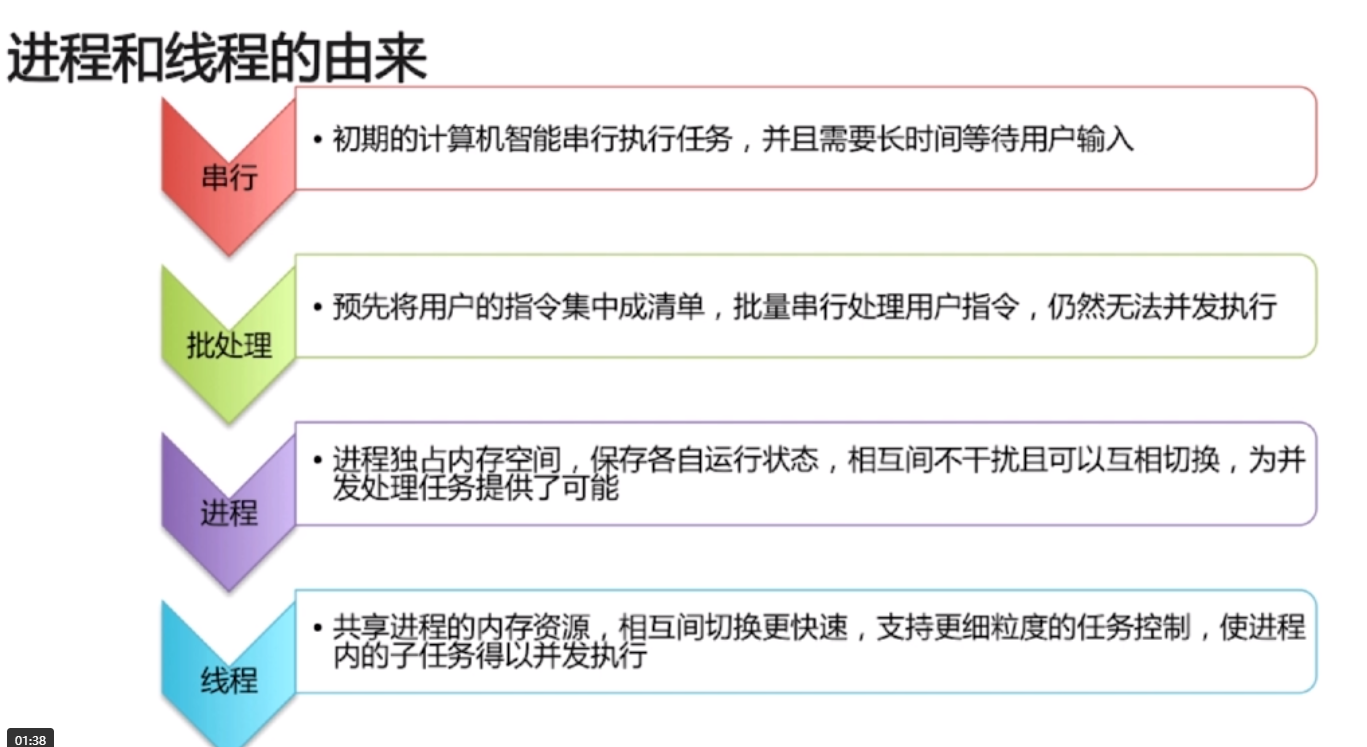 进程和线程的由来
串行
• 初期的计算机智能串行执行任务，并且需要长时间等待用户输入
批处理
• 预先将用户的指令集中成清单，批量串行处理用户指令，仍然无法并发执行
进程
• 进程独占内存空间，保存各自运行状态，相互间不干扰且可以互相切换，为并
发处理任务提供了可能
线程
• 共享进程的内存资源，相互间切换更快速，支持更细粒度的任务控制，使进程
内的子任务得以并发执行
01:38